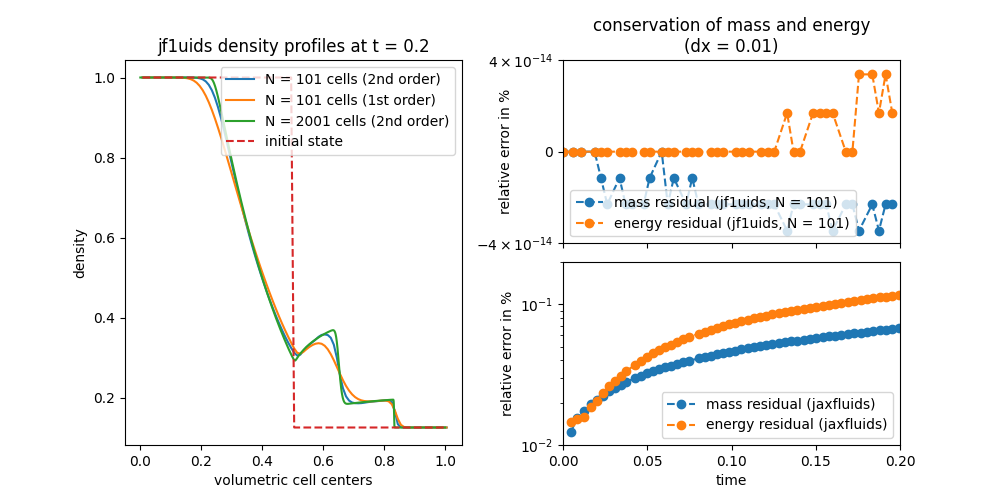 jf1uids density profiles at t = 0.2
N = 101 cells (2nd order)
N = 101 cells (1st order)
N = 2001 cells (2nd order)
initial state
1.0
0.8
0.6
0.4
0.2
density
0.0 0.2 0.4 0.6 0.8 1.0
volumetric cell centers
conservation of mass and energy
(dx = 0.01)
4 × 10⁻¹⁴
0
−4 × 10⁻¹⁴
relative error in %
mass residual (jf1uids, N = 101)
energy residual (jf1uids, N = 101)
10⁻¹
10⁻²
relative error in %
mass residual (jaxfluids)
energy residual (jaxfluids)
0.00 0.05 0.10 0.15 0.20
time